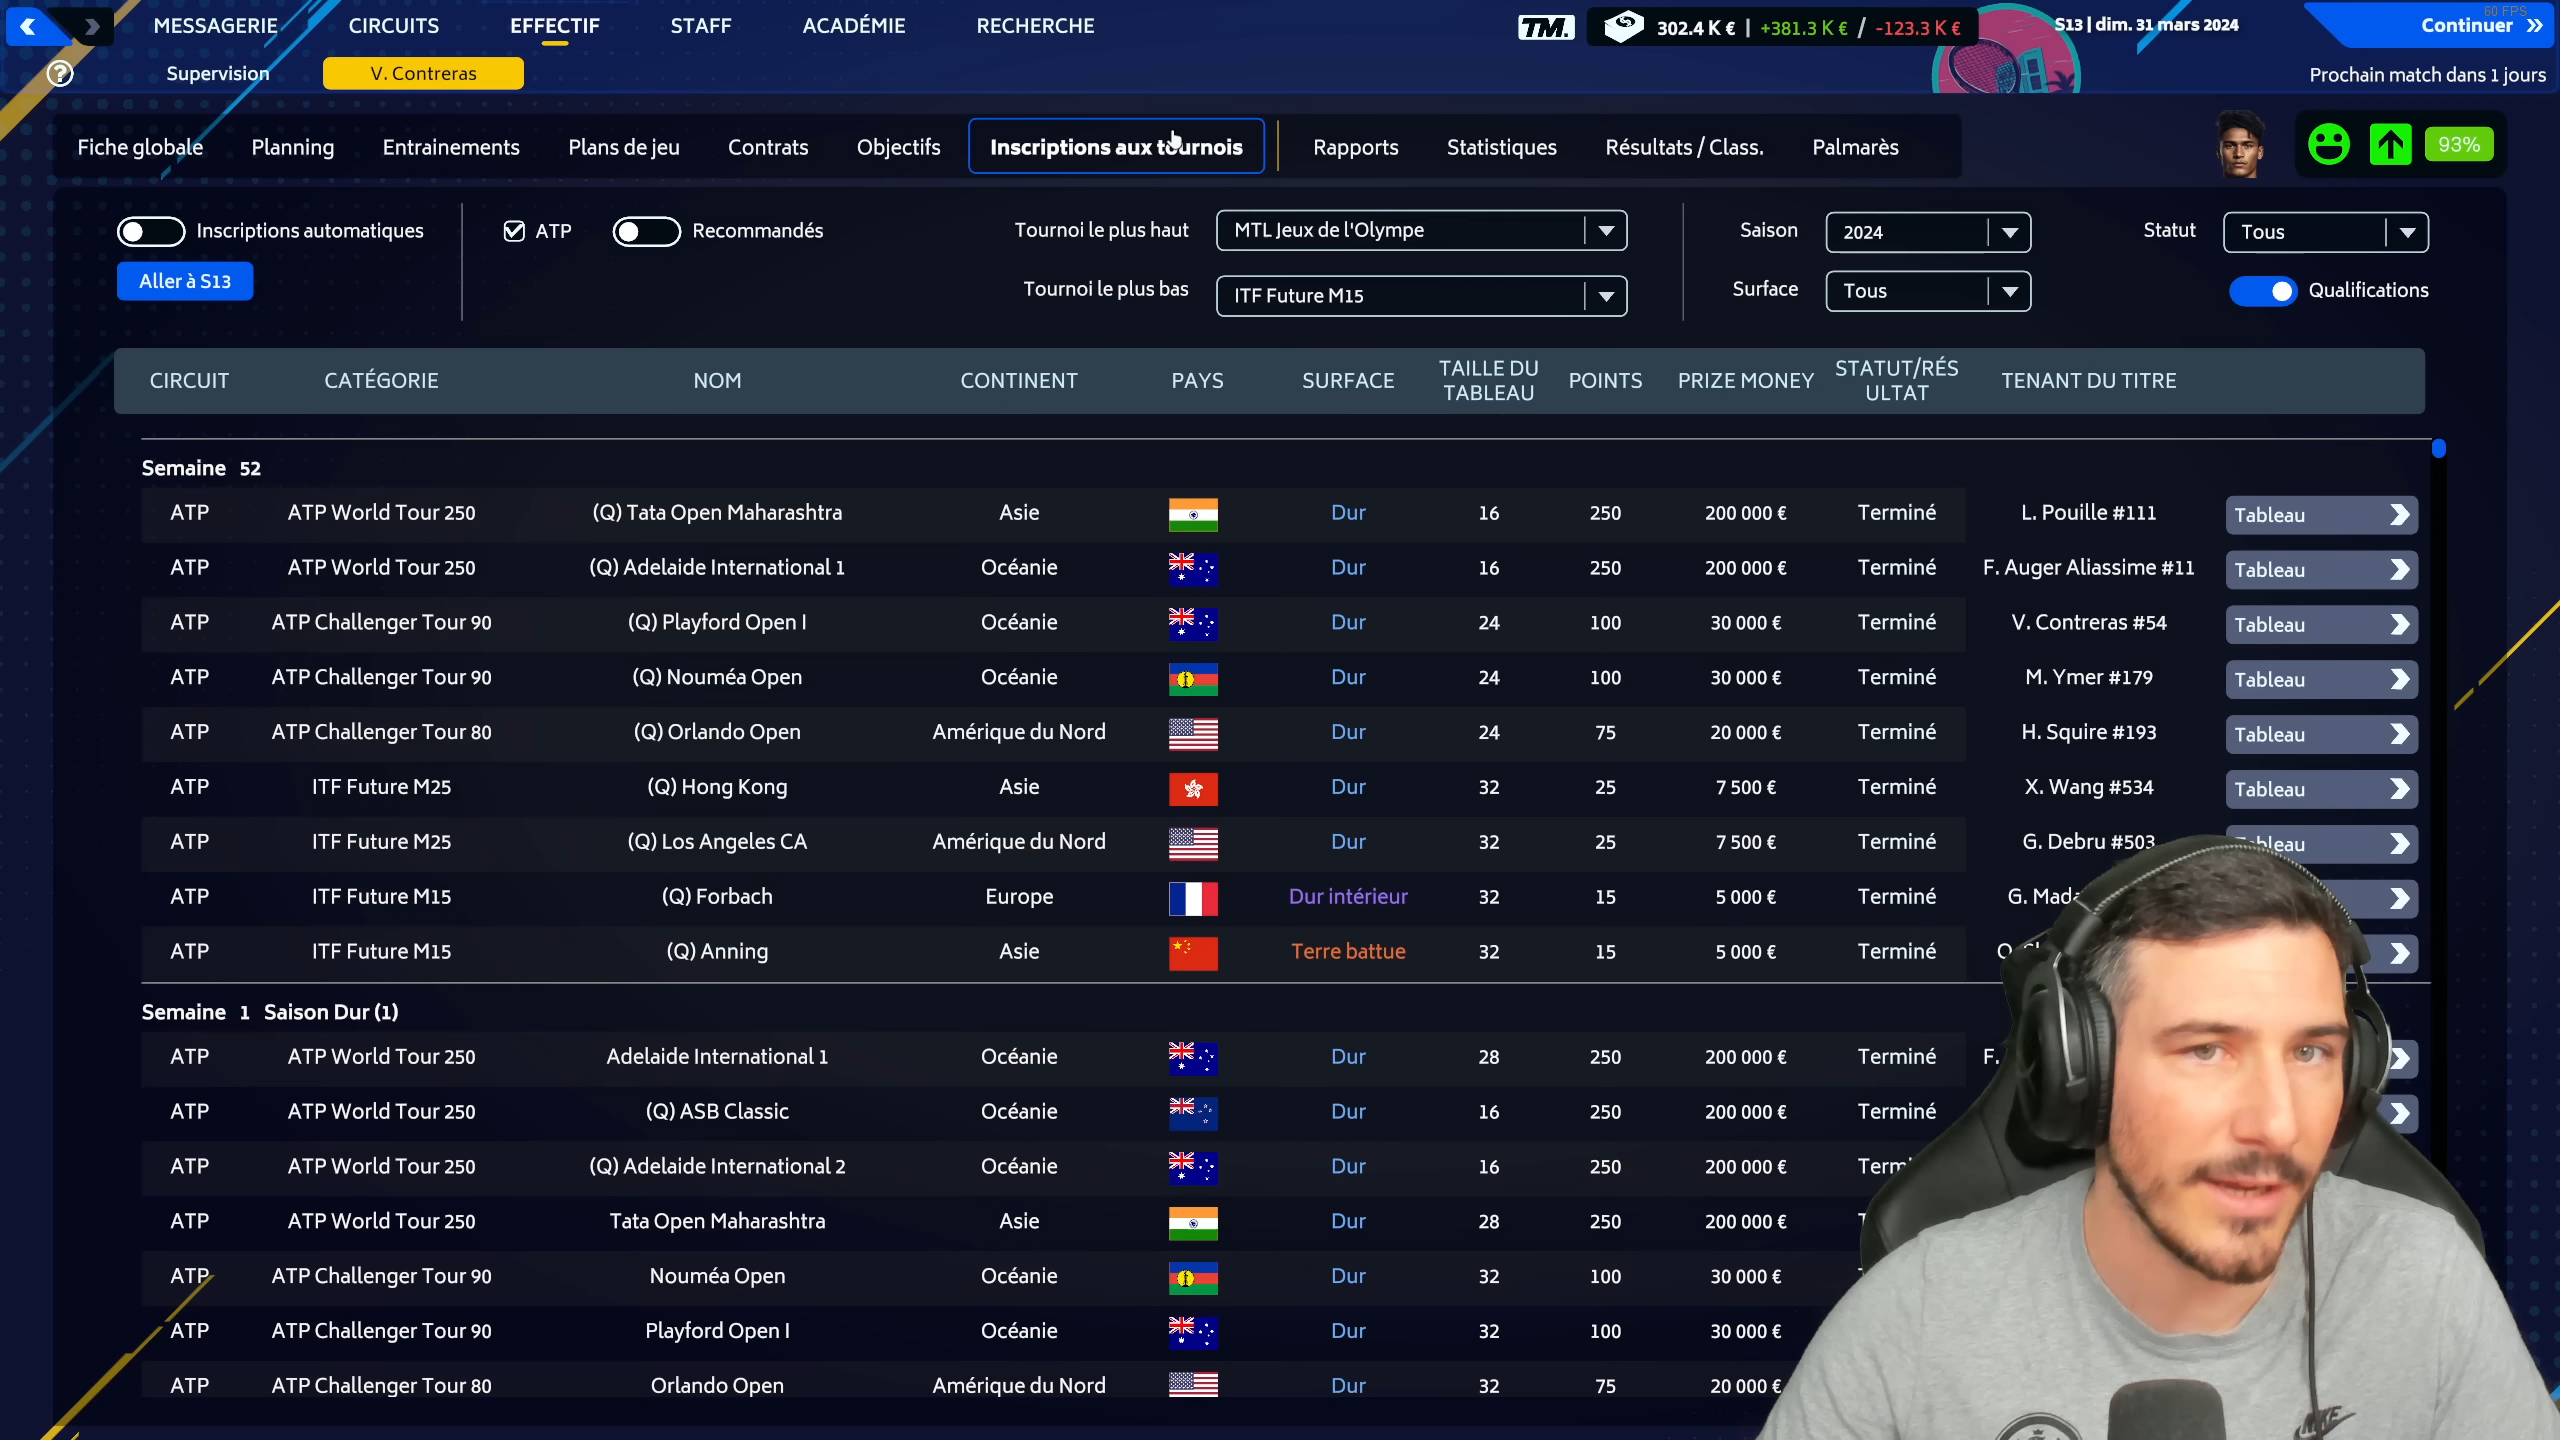 MESSAGERIE CIRCUITS EFFECTIF STAFF ACADÉMIE RECHERCHE TM. 302.4 K € | +381.3 K € / -123.3 K € S13 | dim. 31 mars 2024 60 FPS Continuer
Supervision V. Contreras Prochain match dans 1 jours
Fiche globale Planning Entrainements Plans de jeu Contrats Objectifs Inscriptions aux tournois Rapports Statistiques Résultats / Class. Palmarès 93%
Inscriptions automatiques ATP Recommandés Tournoi le plus haut MTL Jeux de l'Olympe Saison 2024 Statut Tous
Aller à S13 Tournoi le plus bas ITF Future M15 Surface Tous Qualifications
CIRCUIT CATÉGORIE NOM CONTINENT PAYS SURFACE TAILLE DU TABLEAU POINTS PRIZE MONEY STATUT/RÉSULTAT TENANT DU TITRE
Semaine 52
ATP ATP World Tour 250 (Q) Tata Open Maharashtra Asie Dur 16 250 200 000 € Terminé L. Pouille #111 Tableau
ATP ATP World Tour 250 (Q) Adelaide International 1 Océanie Dur 16 250 200 000 € Terminé F. Auger Aliassime #11 Tableau
ATP ATP Challenger Tour 90 (Q) Playford Open I Océanie Dur 24 100 30 000 € Terminé V. Contreras #54 Tableau
ATP ATP Challenger Tour 90 (Q) Nouméa Open Océanie Dur 24 100 30 000 € Terminé M. Ymer #179 Tableau
ATP ATP Challenger Tour 80 (Q) Orlando Open Amérique du Nord Dur 24 75 20 000 € Terminé H. Squire #193 Tableau
ATP ITF Future M25 (Q) Hong Kong Asie Dur 32 25 7 500 € Terminé X. Wang #534 Tableau
ATP ITF Future M25 (Q) Los Angeles CA Amérique du Nord Dur 32 25 7 500 € Terminé G. Debru #503
ATP ITF Future M15 (Q) Forbach Europe Dur intérieur 32 15 5 000 € Terminé G.
ATP ITF Future M15 (Q) Anning Asie Terre battue 32 15 5 000 € Terminé
Semaine 1 Saison Dur (1)
ATP ATP World Tour 250 Adelaide International 1 Océanie Dur 28 250 200 000 € Terminé F.
ATP ATP World Tour 250 (Q) ASB Classic Océanie Dur 16 250 200 000 € Terminé
ATP ATP World Tour 250 (Q) Adelaide International 2 Océanie Dur 16 250 200 000 €
ATP ATP World Tour 250 Tata Open Maharashtra Asie Dur 28 250 200 000 €
ATP ATP Challenger Tour 90 Nouméa Open Océanie Dur 32 100 30 000 €
ATP ATP Challenger Tour 90 Playford Open I Océanie Dur 32 100 30 000 €
ATP ATP Challenger Tour 80 Orlando Open Amérique du Nord Dur 32 75 20 000 €